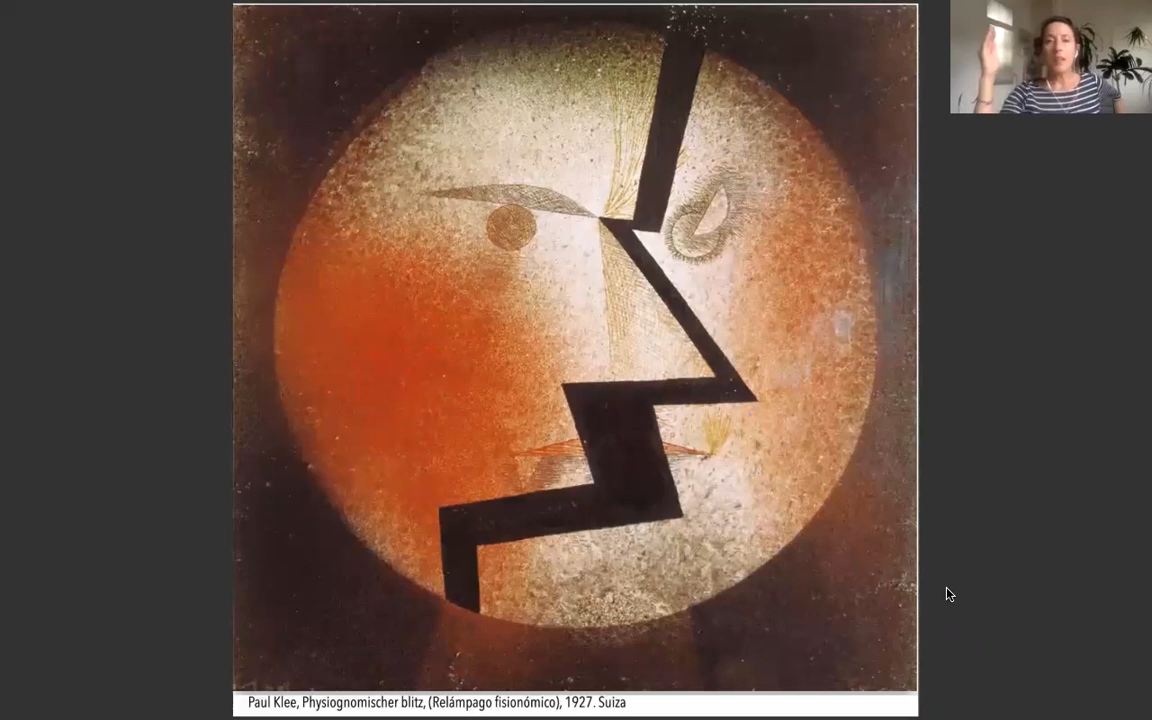 Paul Klee, Physiognomischer blitz, (Relámpago fisionómico), 1927. Suiza